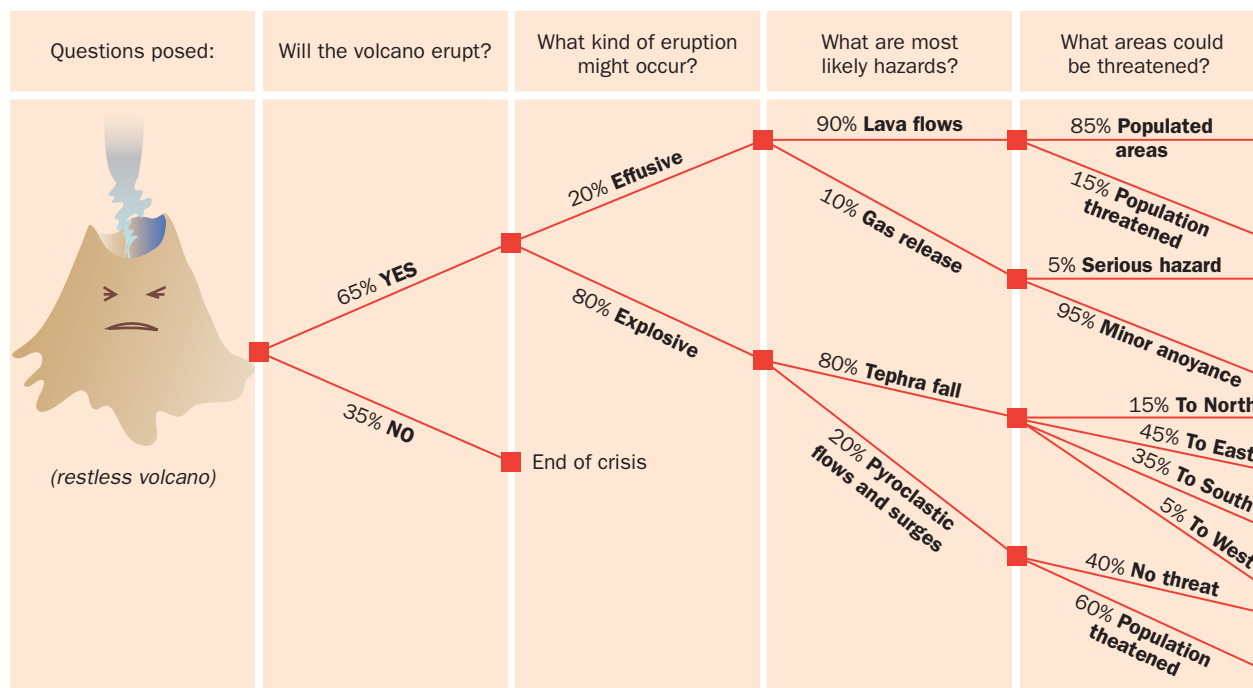 Questions posed:
Will the volcano erupt?
What kind of eruption
might occur?
What are most
likely hazards?
What areas could
be threatened?
(restless volcano)
65% YES
35% NO
End of crisis
20% Effusive
80% Explosive
90% Lava flows
10% Gas release
80% Tephra fall
20% Pyroclastic
flows and surges
85% Populated
areas
15% Population
threatened
5% Serious hazard
95% Minor anoyance
15% To North
45% To East
35% To South
5% To West
40% No threat
60% Population
theatened